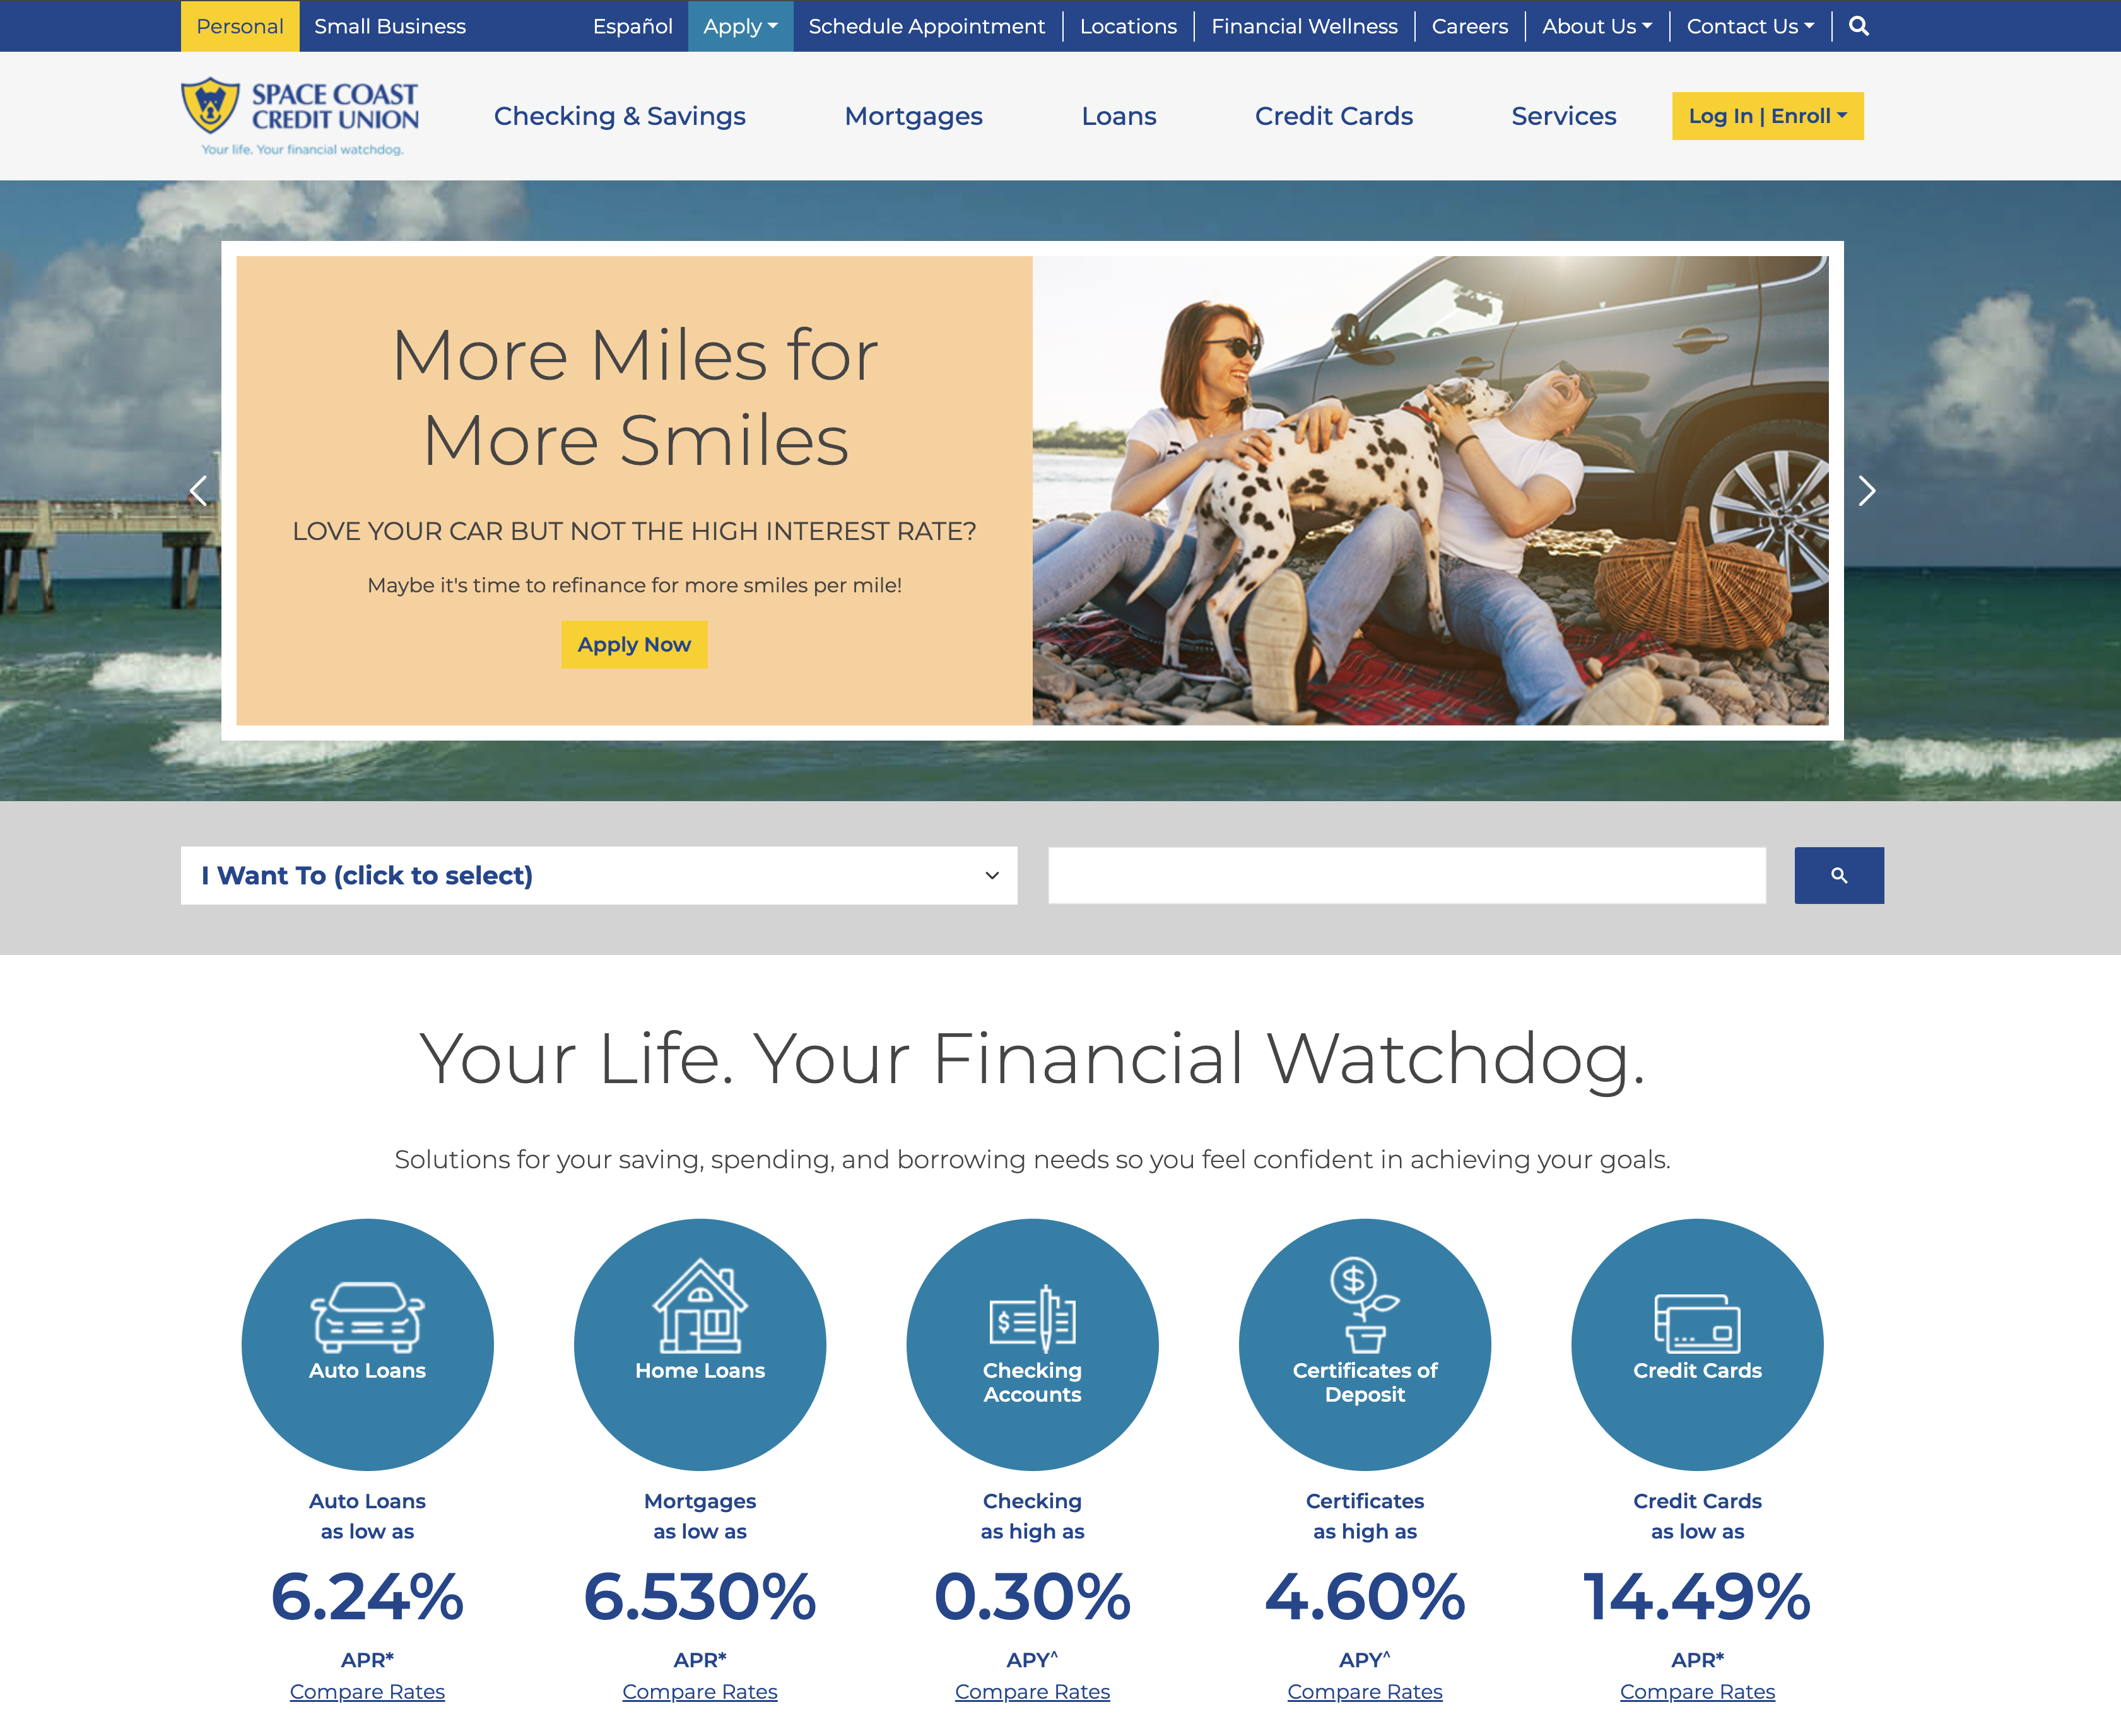 Personal
Small Business
Español
Apply
Schedule Appointment
Locations
Financial Wellness
Careers
About Us
Contact Us
SPACE COAST
CREDIT UNION
Your life. Your financial watchdog.
Checking & Savings
Mortgages
Loans
Credit Cards
Services
Log In | Enroll
More Miles for
More Smiles
LOVE YOUR CAR BUT NOT THE HIGH INTEREST RATE?
Maybe it's time to refinance for more smiles per mile!
Apply Now
I Want To (click to select)
Your Life. Your Financial Watchdog.
Solutions for your saving, spending, and borrowing needs so you feel confident in achieving your goals.
Auto Loans
Auto Loans
as low as
6.24%
APR*
Compare Rates
Home Loans
Mortgages
as low as
6.530%
APR*
Compare Rates
Checking
Accounts
Checking
as high as
0.30%
APY^
Compare Rates
Certificates of
Deposit
Certificates
as high as
4.60%
APY^
Compare Rates
Credit Cards
Credit Cards
as low as
14.49%
APR*
Compare Rates